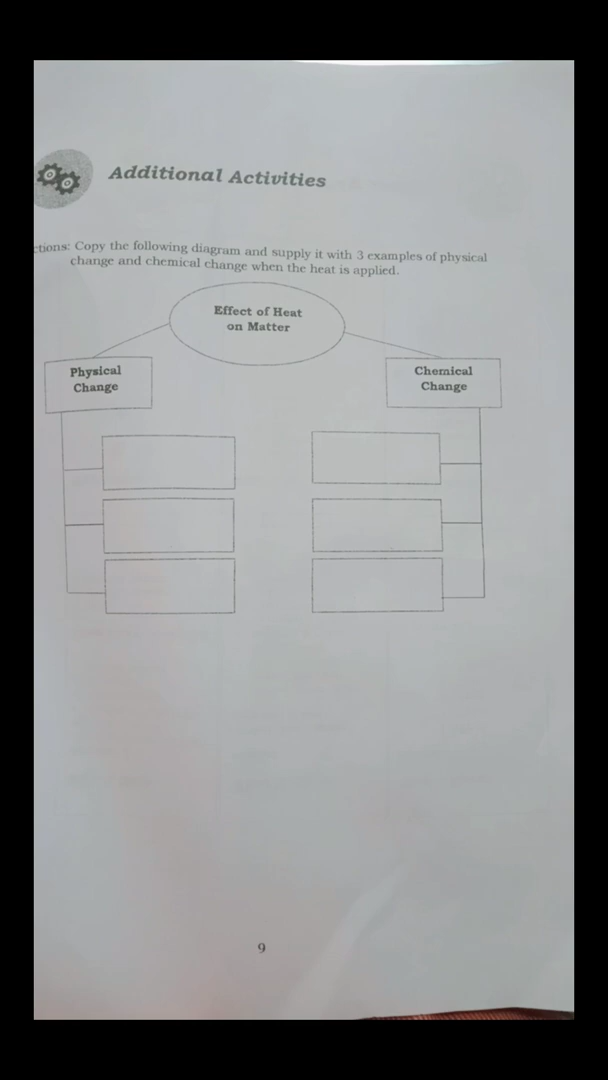 Additional Activities
ctions: Copy the following diagram and supply it with 3 examples of physical
change and chemical change when the heat is applied.
Effect of Heat
on Matter
Physical
Change
Chemical
Change
9